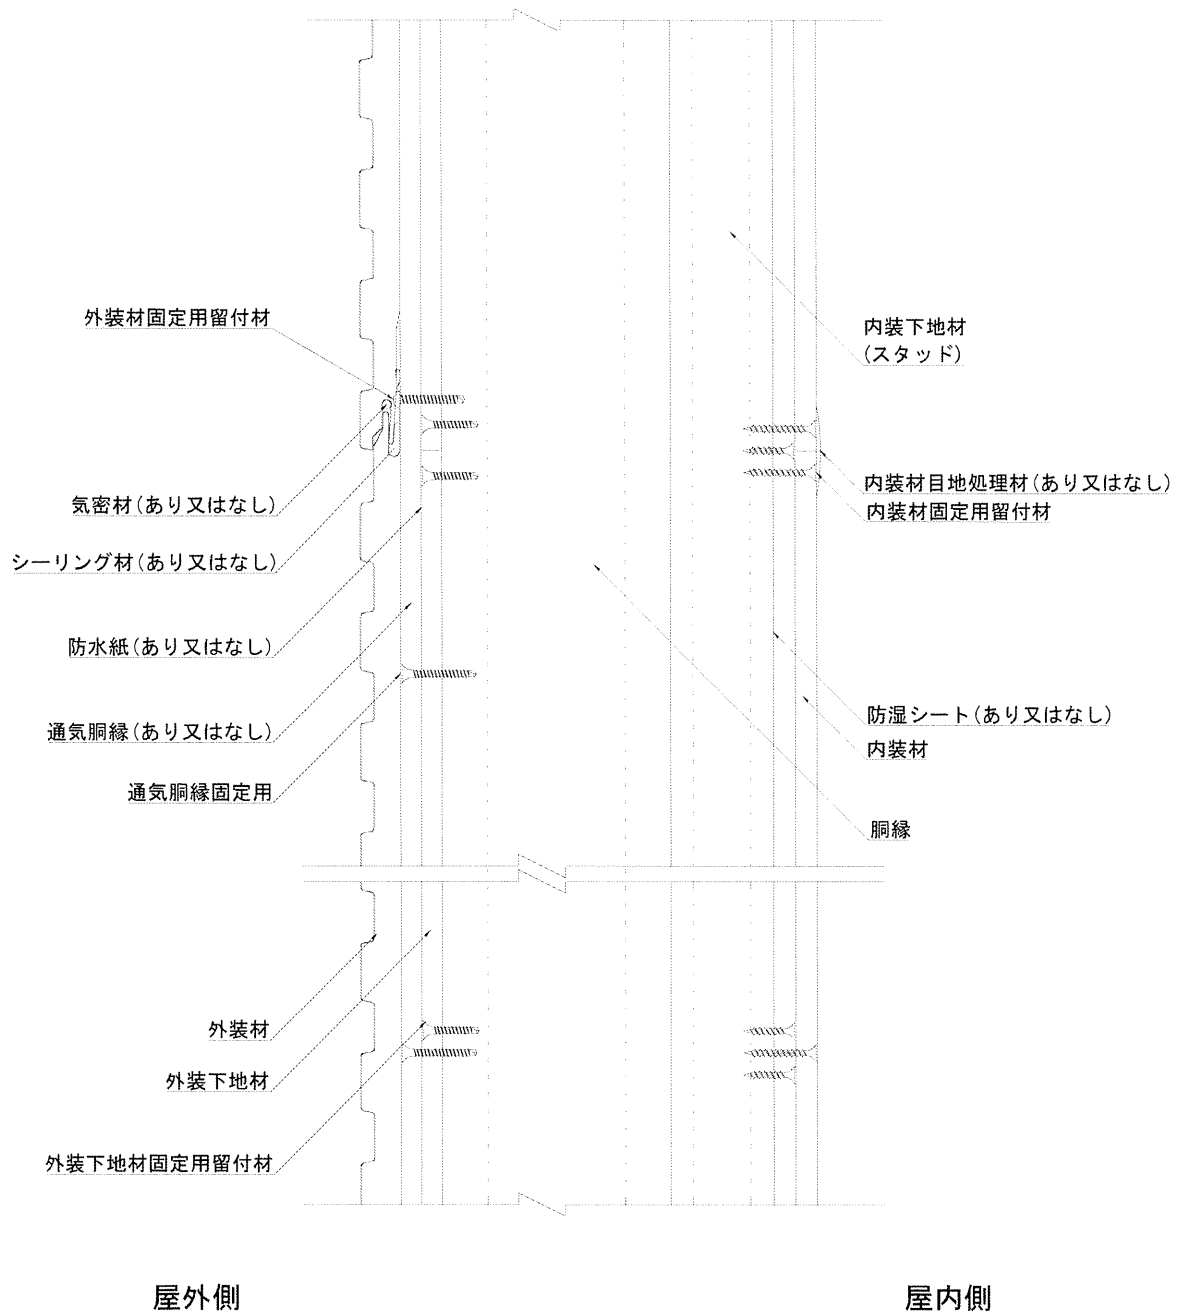 外装材固定用留付材
気密材(あり又はなし)
シーリング材(あり又はなし)
防水紙(あり又はなし)
通気胴縁(あり又はなし)
通気胴縁固定用
外装材
外装下地材
外装下地材固定用留付材
内装下地材
(スタッド)
内装材目地処理材(あり又はなし)
内装材固定用留付材
防湿シート(あり又はなし)
内装材
胴縁
屋外側
屋内側